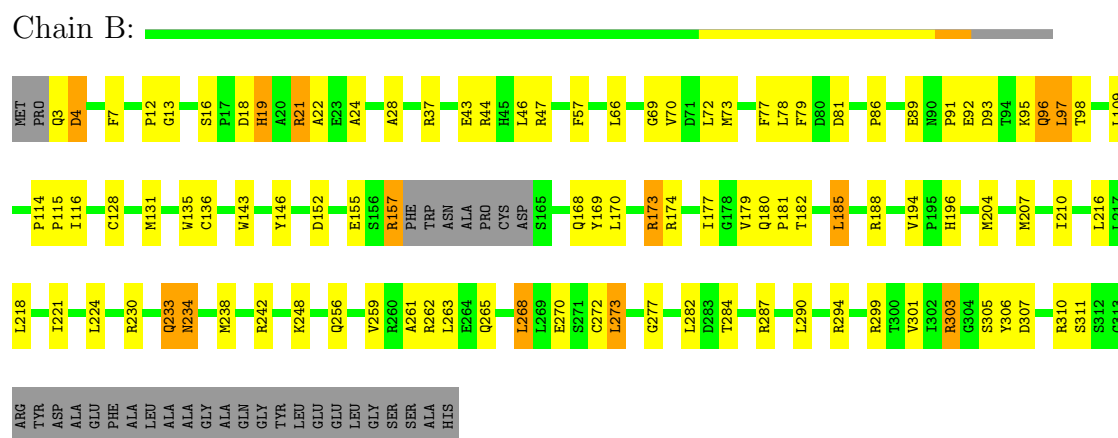 Chain B:
MET PRO Q3 D4 F7 P12 G13 S16 P17 D18 H19 A20 R21 A22 E23 A24 A28 R37 E43 R44 H45 L46 R47 F57 L66 G69 V70 D71 L72 M73 F77 L78 F79 D80 D81 P86 E89 N90 P91 E92 D93 T94 K95 Q96 L97 T98 L109
P114 P115 I116 C128 M131 W135 C136 W143 Y146 D152 E155 S156 R157 PHE TRP ASN ALA PRO CYS ASP S165 Q168 Y169 L170 R173 R174 I177 G178 V179 Q180 P181 T182 L185 R188 V194 P195 H196 M204 M207 I210 L216 L217
L218 I221 L224 R230 Q233 N234 M238 R242 K248 Q256 V259 R260 A261 R262 L263 E264 Q265 L268 L269 E270 S271 C272 L273 G277 L282 D283 T284 R287 L290 R294 R299 T300 V301 I302 R303 G304 S305 Y306 D307 R310 S311 S312 G313
ARG TYR ASP ALA GLU PHE ALA LEU ALA ALA GLY ALA GLN GLY TYR LEU GLU GLU LEU GLY SER SER ALA HIS